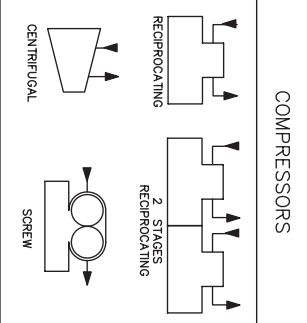 COMPRESSORS
RECIPROCATING
2 STAGES
RECIPROCATING
CENTRIFUGAL
SCREW